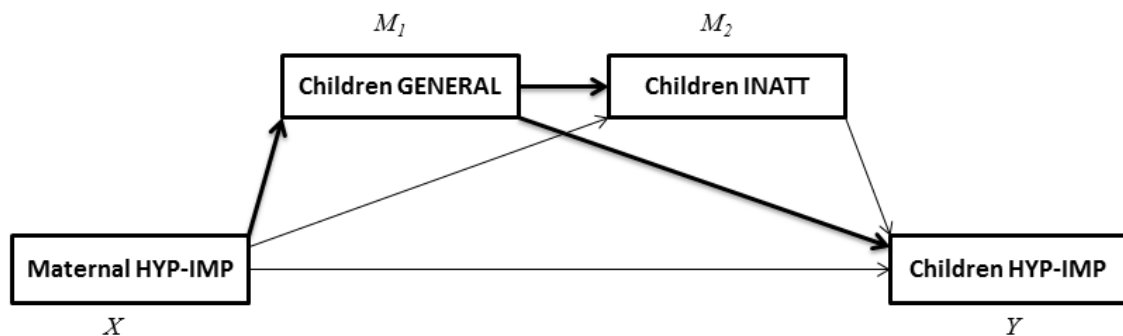 M1 M2
Children GENERAL Children INATT
Maternal HYP-IMP Children HYP-IMP
X Y